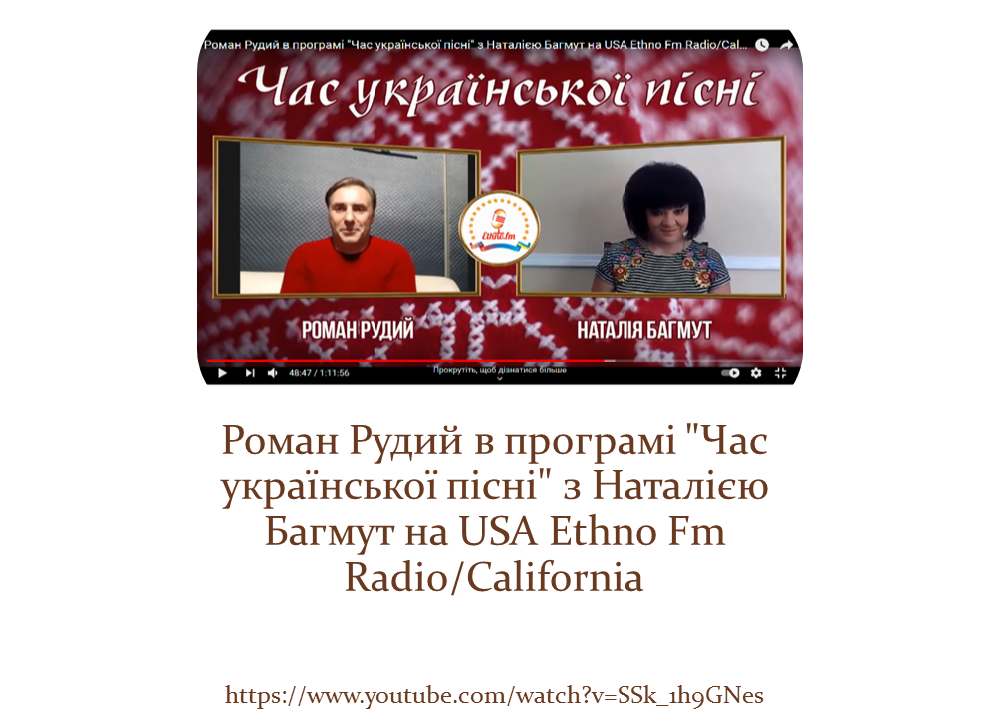 Роман Рудий в програмі "Час української пісні" з Наталією Багмут на USA Ethno Fm Radio/Cal...
Час української пісні
Ethno.fm
РОМАН РУДИЙ
НАТАЛІЯ БАГМУТ
48:47 / 1:11:56
Прокрутіть, щоб дізнатися більше
Роман Рудий в програмі "Час
української пісні" з Наталією
Багмут на USA Ethno Fm
Radio/California
https://www.youtube.com/watch?v=SSk_1h9GNes